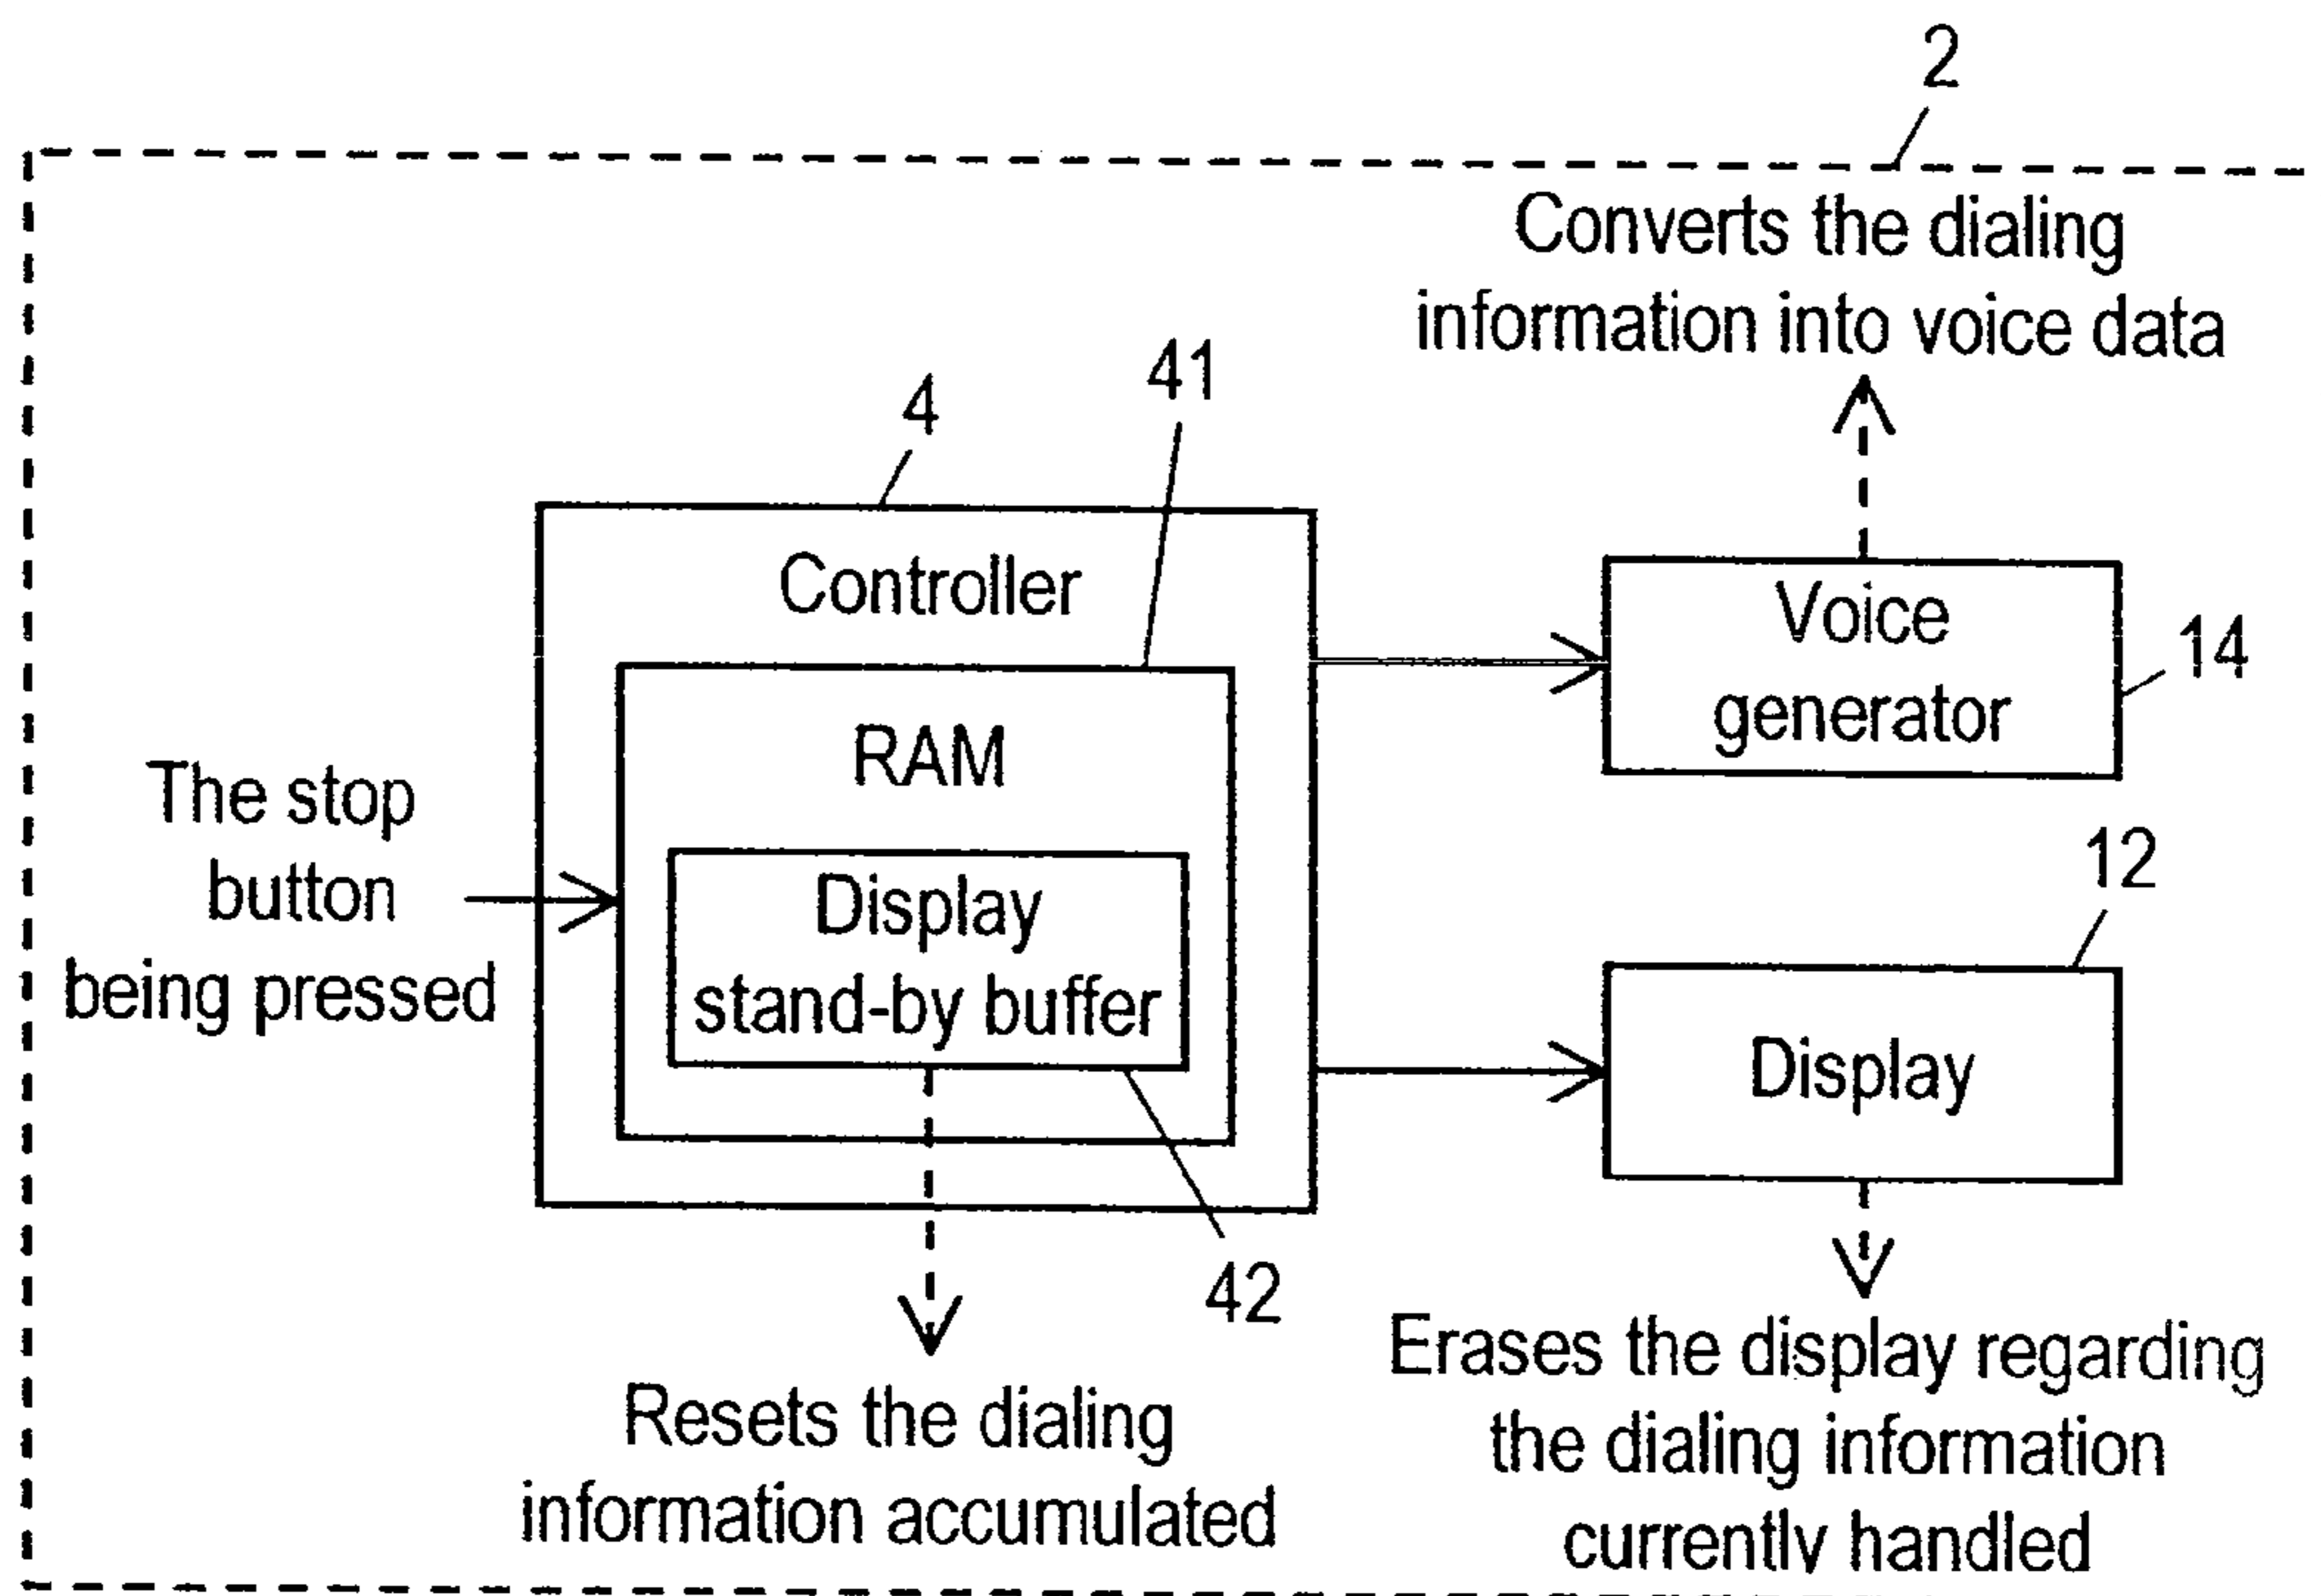 2
Converts the dialing
information into voice data
41
4
Controller
Voice
generator
14
RAM
The stop
button
being pressed
Display
stand-by buffer
12
Display
42
Resets the dialing
information accumulated
Erases the display regarding
the dialing information
currently handled